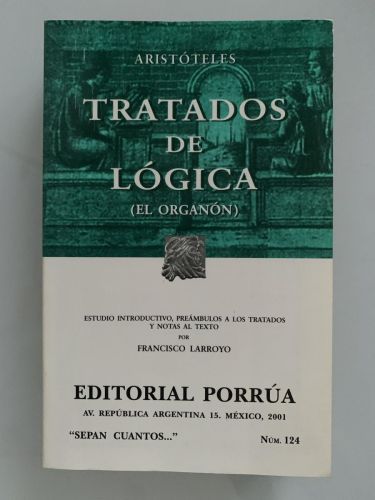 ARISTÓTELES
TRATADOS
DE
LÓGICA
(EL ORGANÓN)
ESTUDIO INTRODUCTIVO, PREÁMBULOS A LOS TRATADOS
Y NOTAS AL TEXTO
POR
FRANCISCO LARROYO
EDITORIAL PORRÚA
AV. REPÚBLICA ARGENTINA 15. MÉXICO, 2001
“SEPAN CUANTOS...” NÚM. 124